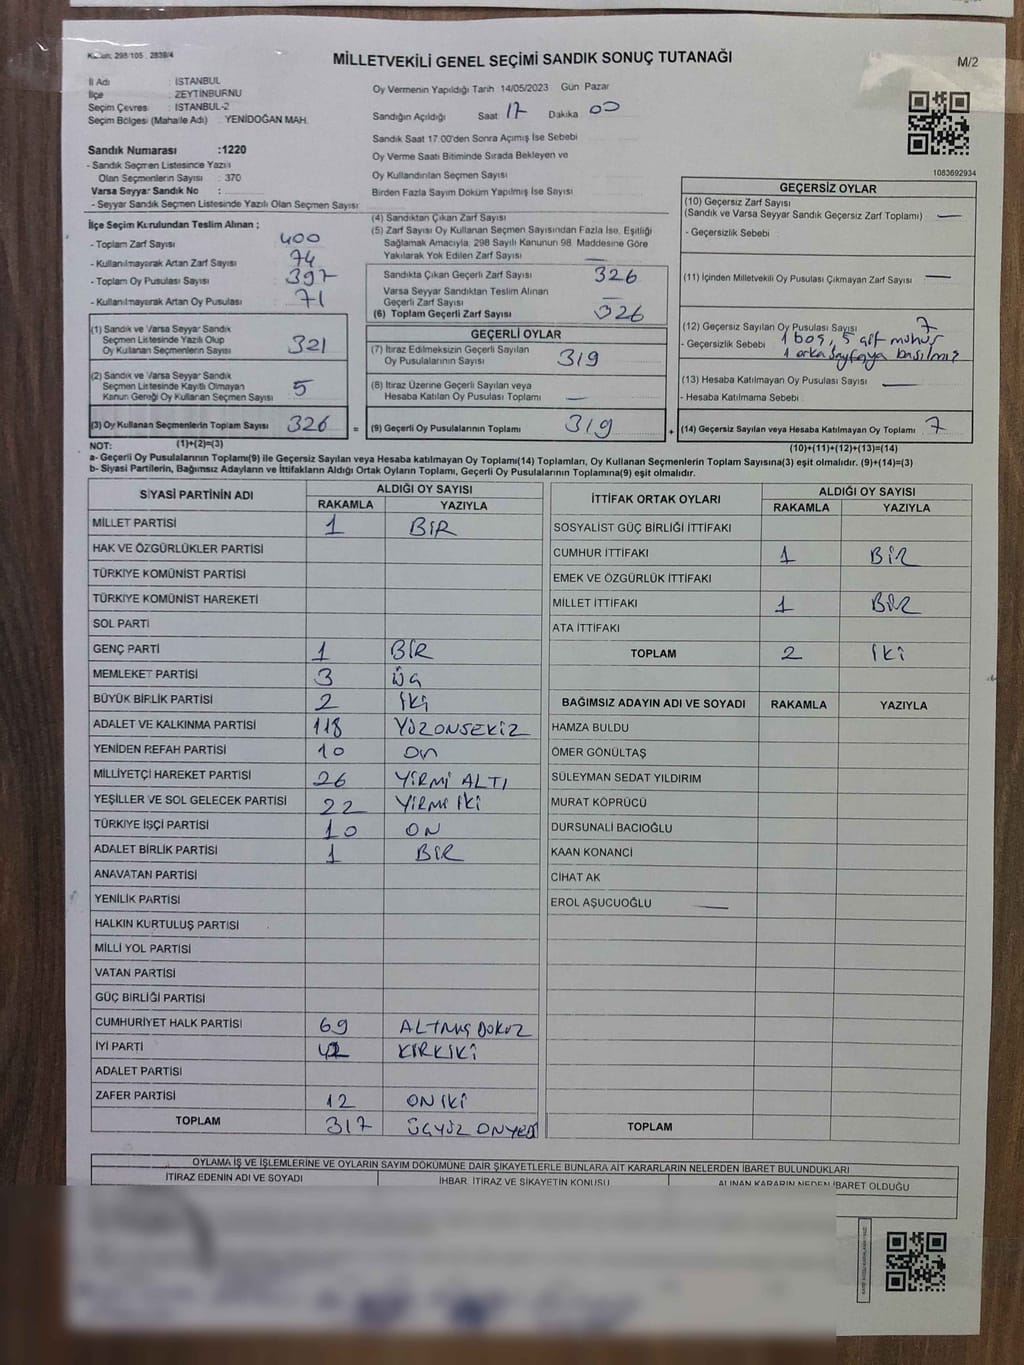 Kanun: 298/105 2839/4
MİLLETVEKİLİ GENEL SEÇİMİ SANDIK SONUÇ TUTANAĞI
M/2
İl Adı : İSTANBUL
İlçe : ZEYTİNBURNU
Seçim Çevres : İSTANBUL-2
Seçim Bölgesi (Mahalle Adı) : YENİDOĞAN MAH.
Oy Vermenin Yapıldığı Tarih 14/05/2023 Gün Pazar
Sandığın Açıldığı Saat 17 Dakika 00
Sandık Saat 17.00'den Sonra Açımış İse Sebebi
Oy Verme Saati Bitiminde Sırada Bekleyen ve
Oy Kullandırılan Seçmen Sayısı
Birden Fazla Sayım Döküm Yapılmış İse Sayısı
Sandık Numarası :1220
- Sandık Seçmen Listesinde Yazılı
Olan Seçmenlerin Sayısı : 370
Varsa Seyyar Sandık No :
- Seyyar Sandık Seçmen Listesinde Yazılı Olan Seçmen Sayısı
1083692934
İlçe Seçim Kurulundan Teslim Alınan ;
- Toplam Zarf Sayısı 400
- Kullanılmayarak Artan Zarf Sayısı 74
- Toplam Oy Pusulası Sayısı 397
- Kullanılmayarak Artan Oy Pusulası 71
(1) Sandık ve Varsa Seyyar Sandık
Seçmen Listesinde Yazılı Olup
Oy Kullanan Seçmenlerin Sayısı 321
(2) Sandık ve Varsa Seyyar Sandık
Seçmen Listesinde Kayıtlı Olmayan
Kanun Gereği Oy Kullanan Seçmen Sayısı 5
(3) Oy Kullanan Seçmenlerin Toplam Sayısı 326 =
(1)+(2)=(3)
(4) Sandıktan Çıkan Zarf Sayısı
(5) Zarf Sayısı Oy Kullanan Seçmen Sayısından Fazla İse, Eşitliği
Sağlamak Amacıyla, 298 Sayılı Kanunun 98. Maddesine Göre
Yakılarak Yok Edilen Zarf Sayısı —
Sandıkta Çıkan Geçerli Zarf Sayısı 326
Varsa Seyyar Sandıktan Teslim Alınan
Geçerli Zarf Sayısı —
(6) Toplam Geçerli Zarf Sayısı 326
GEÇERLİ OYLAR
(7) İtiraz Edilmeksizin Geçerli Sayılan
Oy Pusulalarının Sayısı 319
(8) İtiraz Üzerine Geçerli Sayılan veya
Hesaba Katılan Oy Pusulası Toplamı —
(9) Geçerli Oy Pusulalarının Toplamı 319 +
GEÇERSİZ OYLAR
(10) Geçersiz Zarf Sayısı
(Sandık ve Varsa Seyyar Sandık Geçersiz Zarf Toplamı) —
- Geçersizlik Sebebi :
(11) İçinden Milletvekili Oy Pusulası Çıkmayan Zarf Sayısı —
(12) Geçersiz Sayılan Oy Pusulası Sayısı 7
- Geçersizlik Sebebi 1 boş, 5 çift mühür
1 arka sayfaya basılmış
(13) Hesaba Katılmayan Oy Pusulası Sayısı —
- Hesaba Katılmama Sebebi :
(14) Geçersiz Sayılan veya Hesaba Katılmayan Oy Toplamı 7
(10)+(11)+(12)+(13)=(14)
NOT:
a- Geçerli Oy Pusulalarının Toplamı(9) ile Geçersiz Sayılan veya Hesaba katılmayan Oy Toplamı(14) Toplamları, Oy Kullanan Seçmenlerin Toplam Sayısına(3) eşit olmalıdır. (9)+(14)=(3)
b- Siyasi Partilerin, Bağımsız Adayların ve İttifakların Aldığı Ortak Oyların Toplamı, Geçerli Oy Pusulalarının Toplamına(9) eşit olmalıdır.
SİYASİ PARTİNİN ADI ALDIĞI OY SAYISI
RAKAMLA YAZIYLA
MİLLET PARTİSİ 1 BİR
HAK VE ÖZGÜRLÜKLER PARTİSİ
TÜRKİYE KOMÜNİST PARTİSİ
TÜRKİYE KOMÜNİST HAREKETİ
SOL PARTİ
GENÇ PARTİ 1 BİR
MEMLEKET PARTİSİ 3 ÜÇ
BÜYÜK BİRLİK PARTİSİ 2 İKİ
ADALET VE KALKINMA PARTİSİ 118 YÜZONSEKİZ
YENİDEN REFAH PARTİSİ 10 ON
MİLLİYETÇİ HAREKET PARTİSİ 26 YİRMİ ALTI
YEŞİLLER VE SOL GELECEK PARTİSİ 22 YİRMİ İKİ
TÜRKİYE İŞÇİ PARTİSİ 10 ON
ADALET BİRLİK PARTİSİ 1 BİR
ANAVATAN PARTİSİ
YENİLİK PARTİSİ
HALKIN KURTULUŞ PARTİSİ
MİLLİ YOL PARTİSİ
VATAN PARTİSİ
GÜÇ BİRLİĞİ PARTİSİ
CUMHURİYET HALK PARTİSİ 69 ALTMIŞ DOKUZ
İYİ PARTİ 42 KIRKİKİ
ADALET PARTİSİ
ZAFER PARTİSİ 12 ON İKİ
TOPLAM 317 ÜÇYÜZ ONYEDİ
İTTİFAK ORTAK OYLARI ALDIĞI OY SAYISI
RAKAMLA YAZIYLA
SOSYALİST GÜÇ BİRLİĞİ İTTİFAKI
CUMHUR İTTİFAKI 1 BİR
EMEK VE ÖZGÜRLÜK İTTİFAKI
MİLLET İTTİFAKI 1 BİR
ATA İTTİFAKI
TOPLAM 2 İKİ
BAĞIMSIZ ADAYIN ADI VE SOYADI RAKAMLA YAZIYLA
HAMZA BULDU
ÖMER GÖNÜLTAŞ
SÜLEYMAN SEDAT YILDIRIM
MURAT KÖPRÜCÜ
DURSUNALİ BACIOĞLU
KAAN KONANCİ
CİHAT AK
EROL AŞUCUOĞLU —
TOPLAM
OYLAMA İŞ VE İŞLEMLERİNE VE OYLARIN SAYIM DÖKÜMÜNE DAİR ŞİKAYETLERLE BUNLARA AİT KARARLARIN NELERDEN İBARET BULUNDUKLARI
İTİRAZ EDENİN ADI VE SOYADI İHBAR, İTİRAZ VE ŞİKAYETİN KONUSU ALINAN KARARIN NEDEN İBARET OLDUĞU